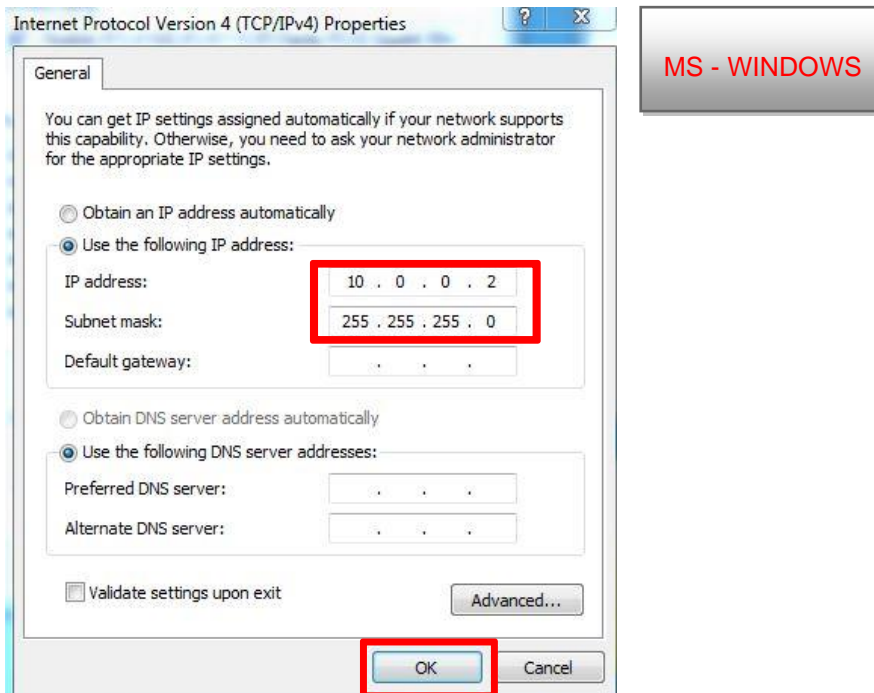 Internet Protocol Version 4 (TCP/IPv4) Properties
?
MS - WINDOWS
General
You can get IP settings assigned automatically if your network supports
this capability. Otherwise, you need to ask your network administrator
for the appropriate IP settings.
Obtain an IP address automatically
Use the following IP address:
IP address: 10 . 0 . 0 . 2
Subnet mask: 255 . 255 . 255 . 0
Default gateway: . . .
Obtain DNS server address automatically
Use the following DNS server addresses:
Preferred DNS server: . . .
Alternate DNS server: . . .
Validate settings upon exit
Advanced...
OK Cancel